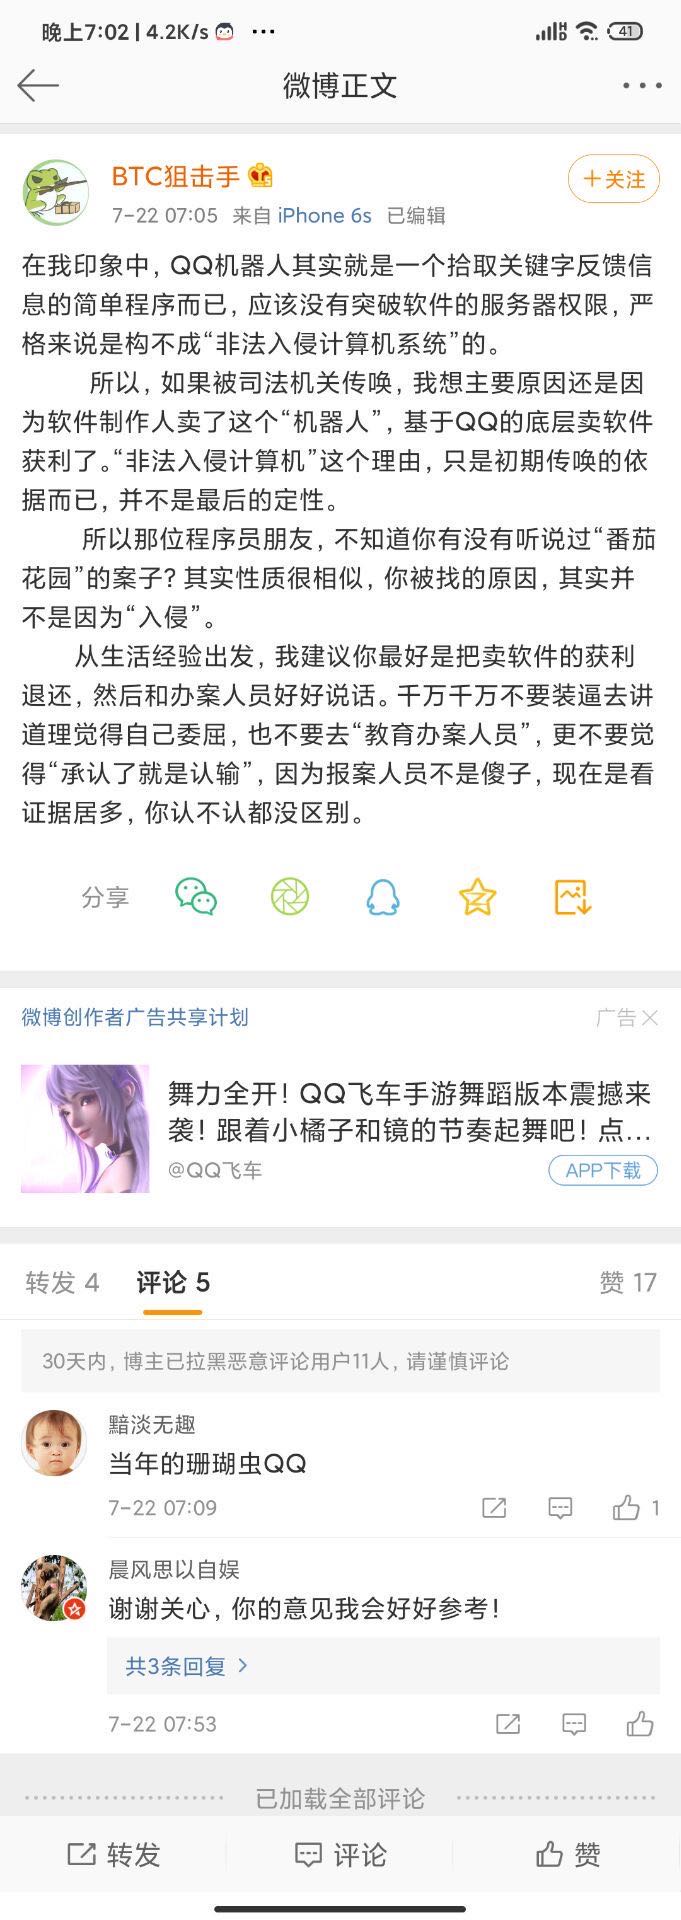 晚上7:02 | 4.2K/s ···
41
微博正文
BTC狙击手
+关注
7-22 07:05 来自 iPhone 6s 已编辑
在我印象中，QQ机器人其实就是一个拾取关键字反馈信
息的简单程序而已，应该没有突破软件的服务器权限，严
格来说是构不成“非法入侵计算机系统”的。
所以，如果被司法机关传唤，我想主要原因还是因
为软件制作人卖了这个“机器人”，基于QQ的底层卖软件
获利了。“非法入侵计算机”这个理由，只是初期传唤的依
据而已，并不是最后的定性。
所以那位程序员朋友，不知道你有没有听说过“番茄
花园”的案子？其实性质很相似，你被找的原因，其实并
不是因为“入侵”。
从生活经验出发，我建议你最好是把卖软件的获利
退还，然后和办案人员好好说话。千万千万不要装逼去讲
道理觉得自己委屈，也不要去“教育办案人员”，更不要觉
得“承认了就是认输”，因为报案人员不是傻子，现在是看
证据居多，你认不认都没区别。
分享
微博创作者广告共享计划
广告
舞力全开！QQ飞车手游舞蹈版本震撼来
袭！跟着小橘子和镜的节奏起舞吧！点...
@QQ飞车
APP下载
转发 4 评论 5 赞 17
30天内，博主已拉黑恶意评论用户11人，请谨慎评论
黯淡无趣
当年的珊瑚虫QQ
7-22 07:09
1
晨风思以自娱
谢谢关心，你的意见我会好好参考！
共3条回复
7-22 07:53
已加载全部评论
转发 评论 赞